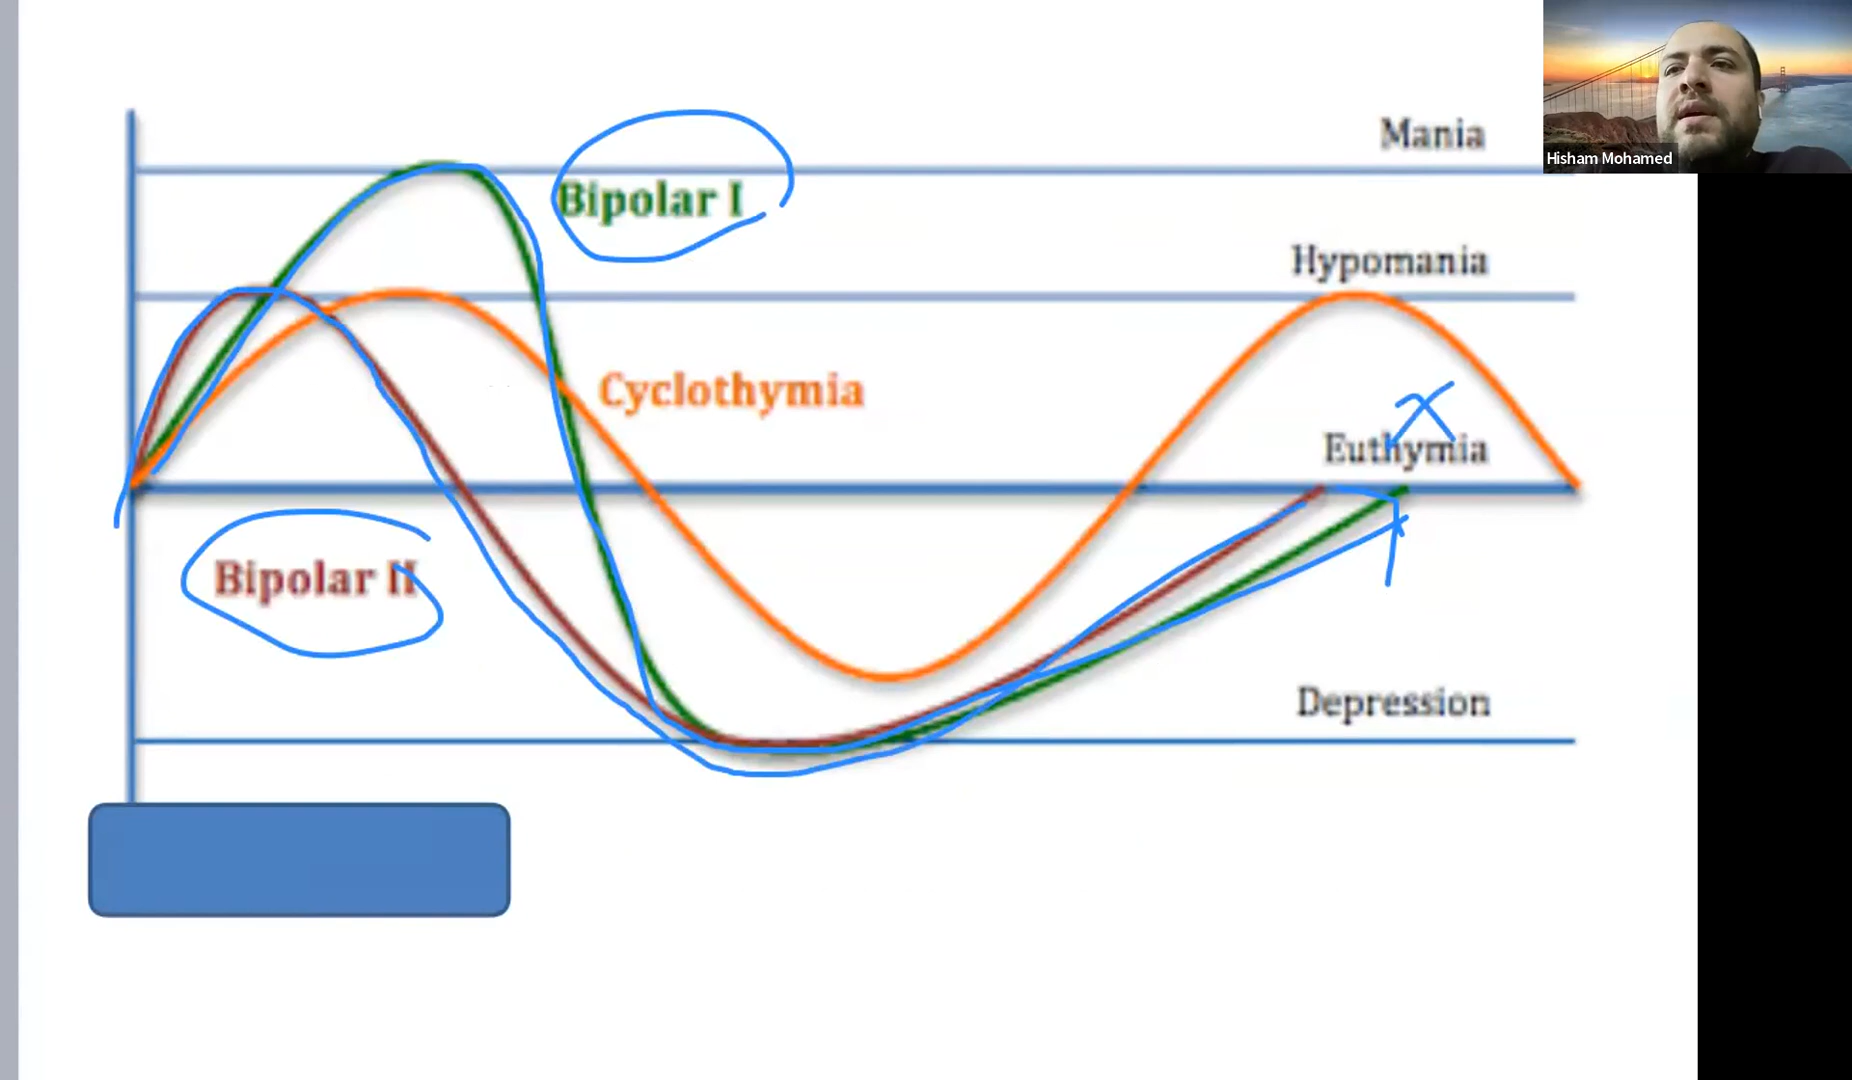 Mania
Bipolar I
Hypomania
Cyclothymia
Euthymia
Bipolar II
Depression
Hisham Mohamed